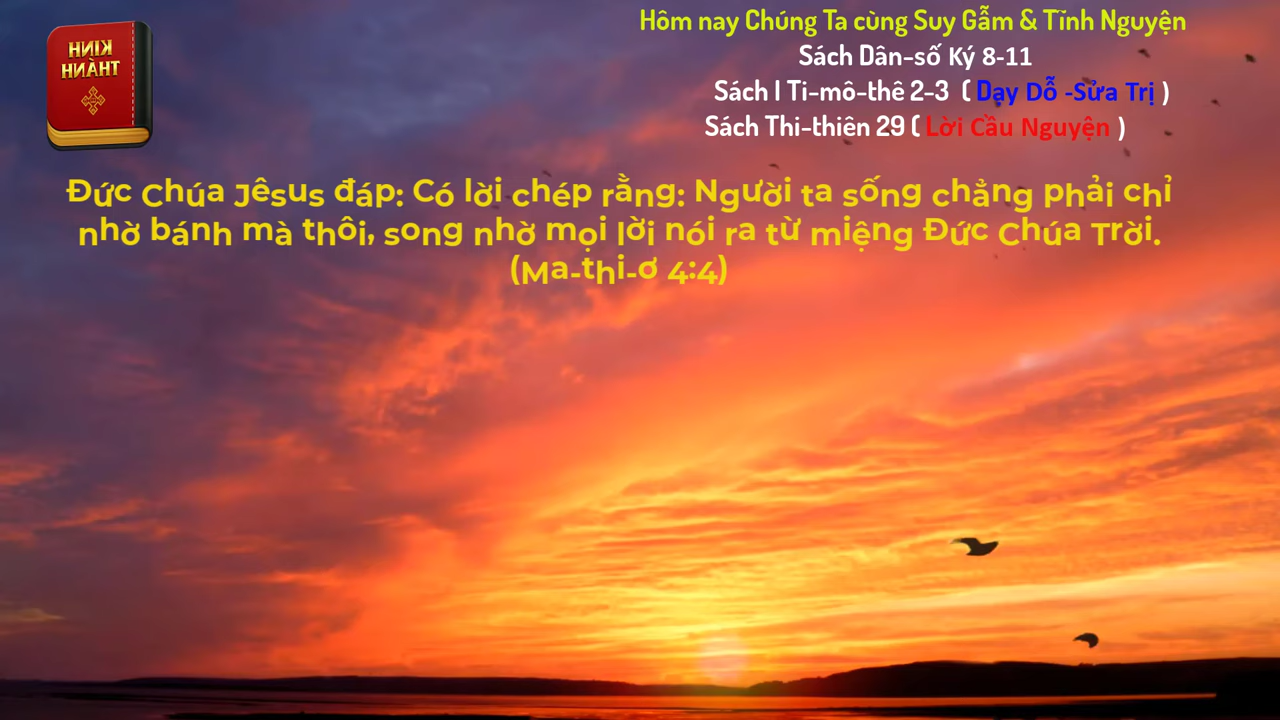 KINH
THÀNH
Hôm nay Chúng Ta cùng Suy Gẫm & Tĩnh Nguyện
Sách Dân-số Ký 8-11
Sách I Ti-mô-thê 2-3 ( Dạy Dỗ -Sửa Trị )
Sách Thi-thiên 29 ( Lời Cầu Nguyện )
Đức Chúa Jêsus đáp: Có lời chép rằng: Người ta sống chẳng phải chỉ
nhờ bánh mà thôi, song nhờ mọi lời nói ra từ miệng Đức Chúa Trời.
(Ma-thi-ơ 4:4)